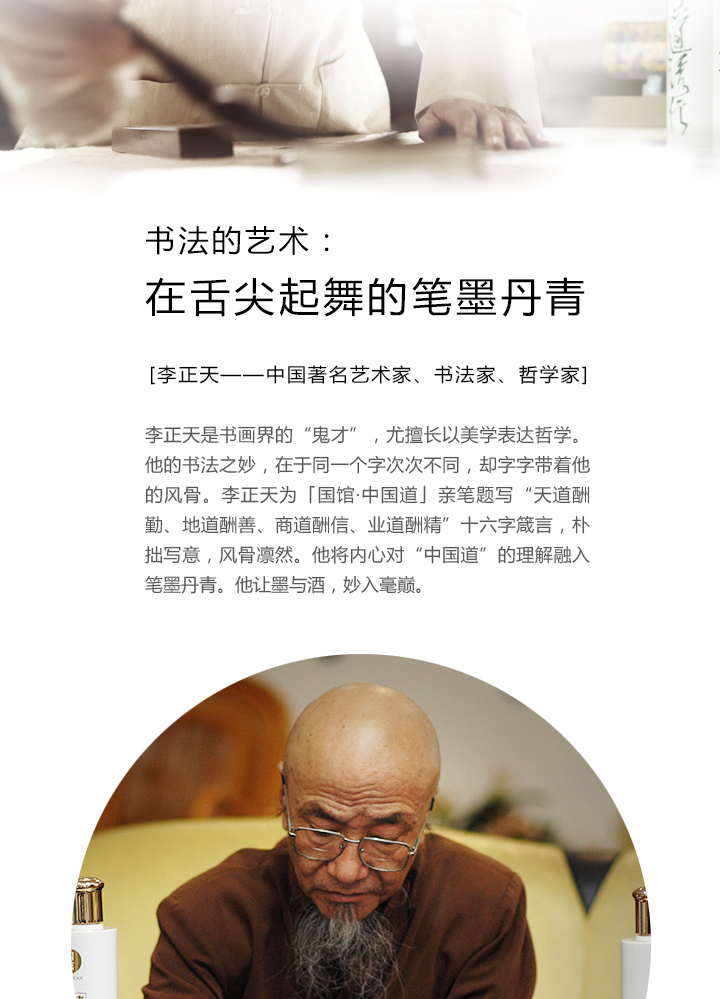 书法的艺术：
在舌尖起舞的笔墨丹青
[李正天——中国著名艺术家、书法家、哲学家]
李正天是书画界的“鬼才”，尤擅长以美学表达哲学。
他的书法之妙，在于同一个字次次不同，却字字带着他
的风骨。李正天为「国馆·中国道」亲笔题写“天道酬
勤、地道酬善、商道酬信、业道酬精”十六字箴言，朴
拙写意，风骨凛然。他将内心对“中国道”的理解融入
笔墨丹青。他让墨与酒，妙入毫巅。